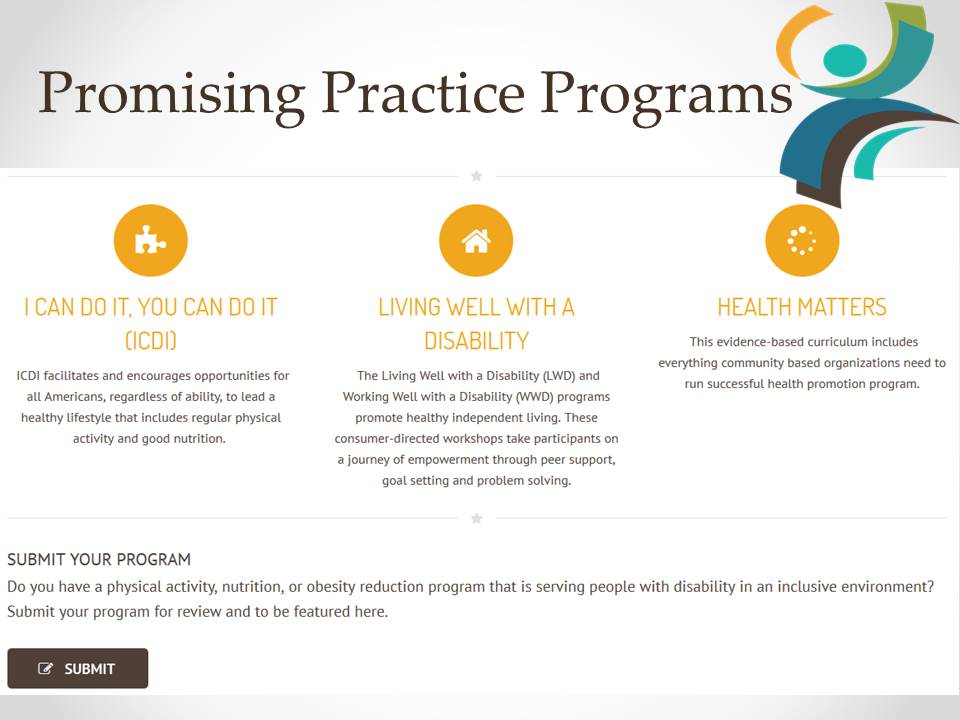 Promising Practice Programs
I CAN DO IT, YOU CAN DO IT
(ICDI)
ICDI facilitates and encourages opportunities for
all Americans, regardless of ability, to lead a
healthy lifestyle that includes regular physical
activity and good nutrition.
LIVING WELL WITH A
DISABILITY
The Living Well with a Disability (LWD) and
Working Well with a Disability (WWD) programs
promote healthy independent living. These
consumer-directed workshops take participants on
a journey of empowerment through peer support,
goal setting and problem solving.
HEALTH MATTERS
This evidence-based curriculum includes
everything community based organizations need to
run successful health promotion program.
SUBMIT YOUR PROGRAM
Do you have a physical activity, nutrition, or obesity reduction program that is serving people with disability in an inclusive environment?
Submit your program for review and to be featured here.
SUBMIT